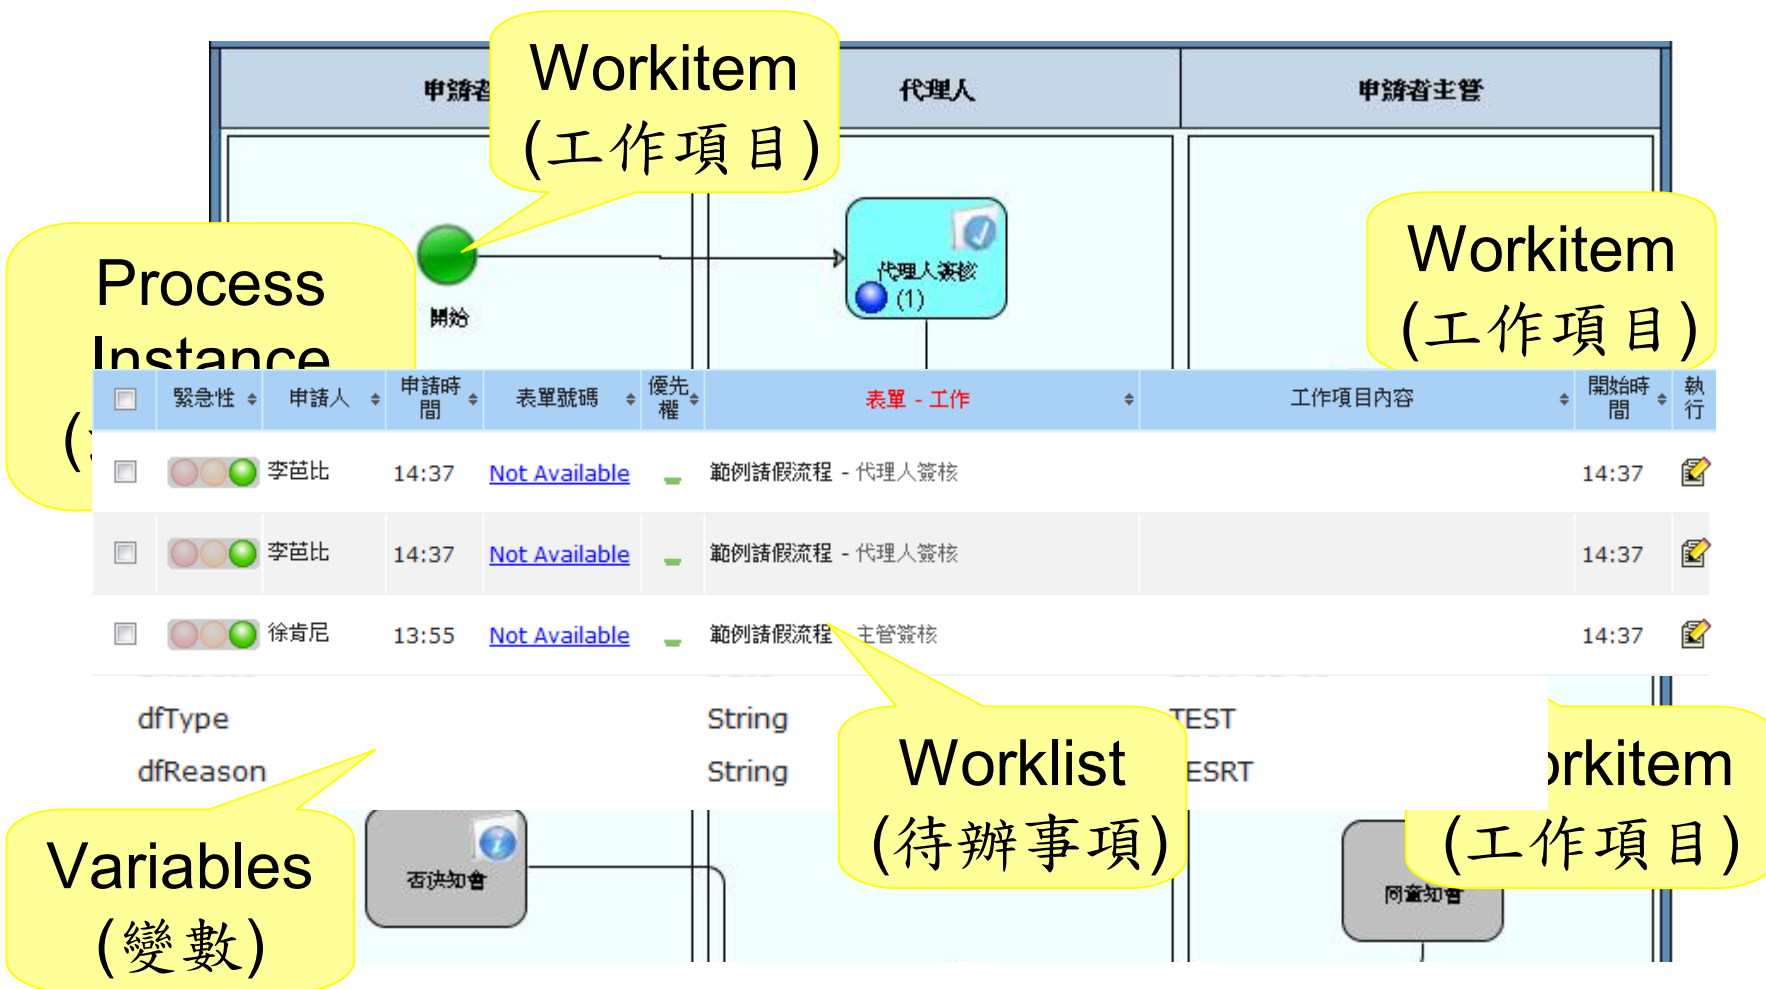 Workitem
(工作項目)
代理人
申請者主管
Process
Instance
開始
代理人簽核
(1)
Workitem
(工作項目)
緊急性 申請人 申請時間 表單號碼 優先權 表單 - 工作 工作項目內容 開始時間 執行
李芭比 14:37 Not Available 範例請假流程 - 代理人簽核 14:37
李芭比 14:37 Not Available 範例請假流程 - 代理人簽核 14:37
徐肯尼 13:55 Not Available 範例請假流程 - 主管簽核 14:37
dfType String TEST
dfReason String
Worklist
(待辦事項)
(工作項目)
Variables
(變數)
否決知會
同意知會